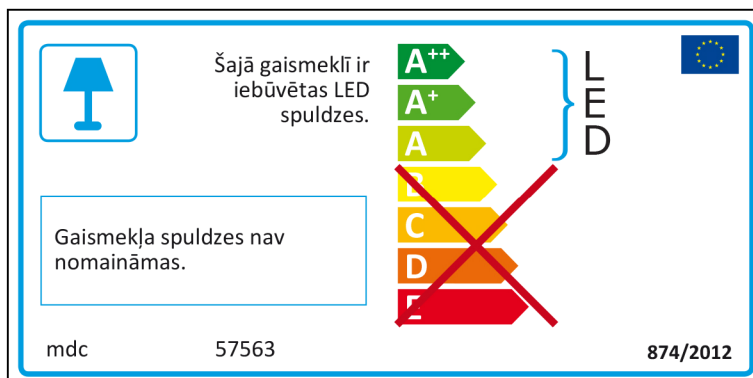 Šajā gaismeklī ir
iebūvētas LED
spuldzes.
A++
A+
A
B
C
D
E
L
E
D
Gaismekļa spuldzes nav
nomaināmas.
mdc 57563
874/2012